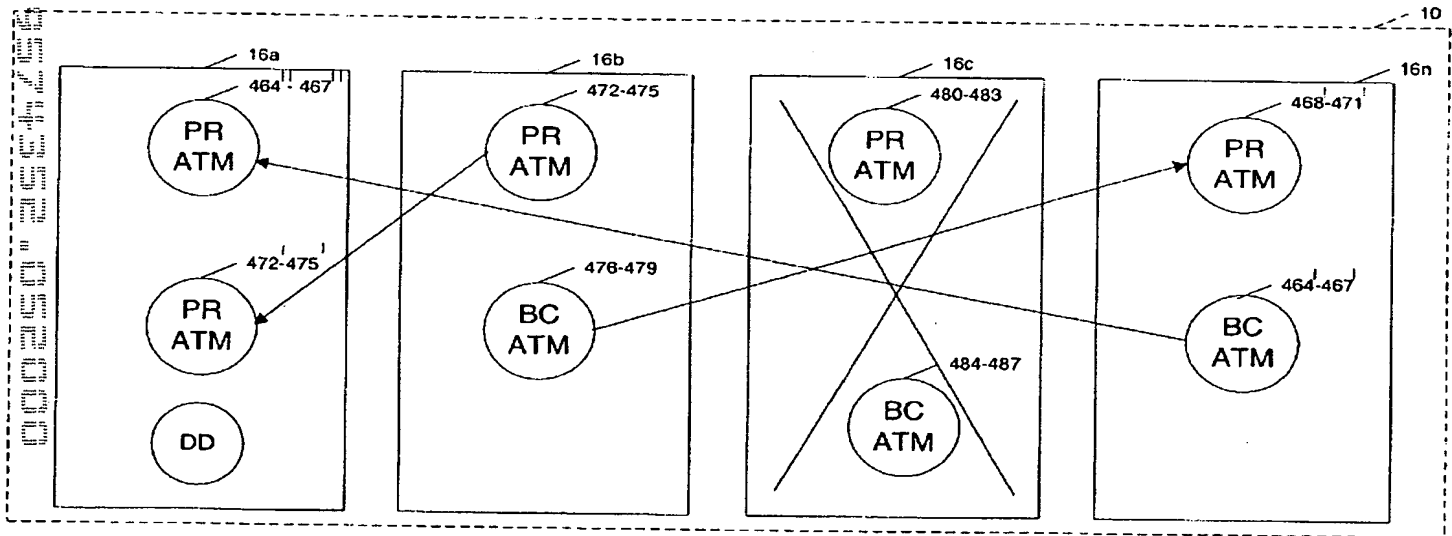 10
16a
16b
16c
16n
464''-467''
472-475
480-483
468'-471'
PR
ATM
PR
ATM
PR
ATM
PR
ATM
472'-475'
476-479
464'-467'
PR
ATM
BC
ATM
BC
ATM
484-487
BC
ATM
DD
9574352.052000